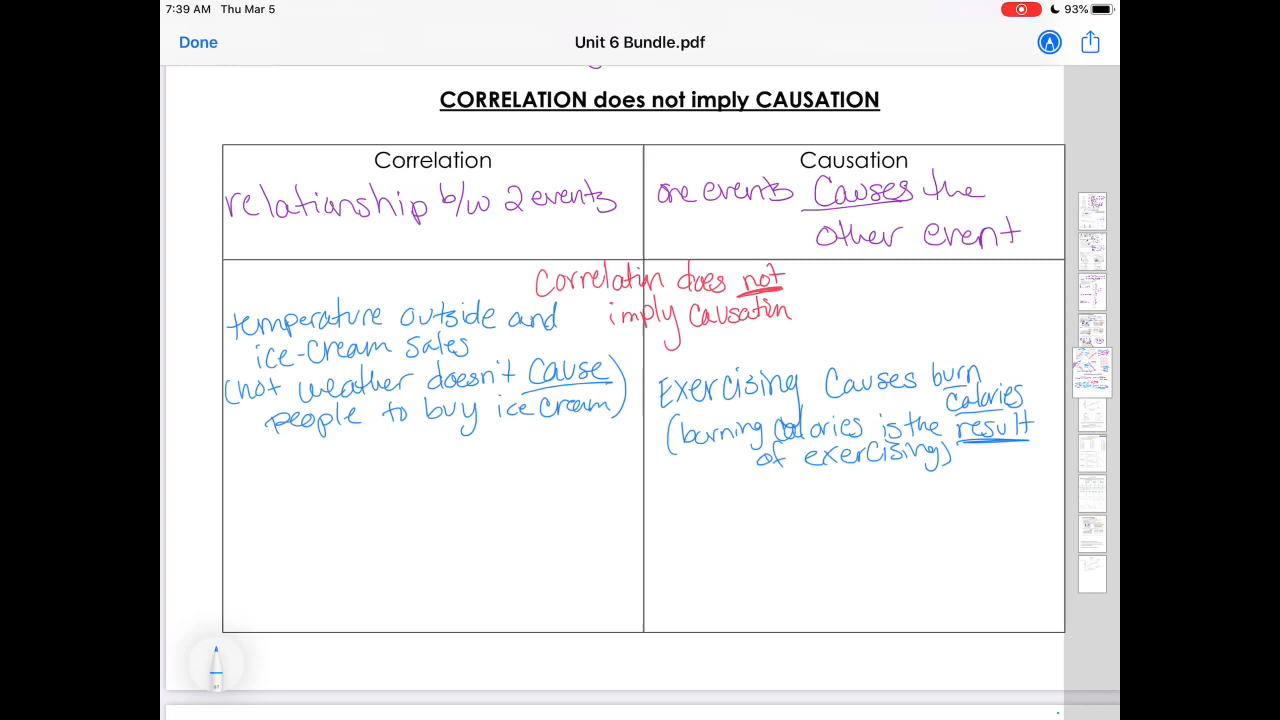 7:39 AM Thu Mar 5
93%
Done
Unit 6 Bundle.pdf
CORRELATION does not imply CAUSATION
Correlation
relationship b/w 2 events
Causation
one events causes the
other event
Correlatin does not
imply causation
temperature outside and
ice-cream sales
(hot weather doesn't cause
people to buy ice cream)
Exercising causes burn
calories
(burning calories is the result
of exercising)